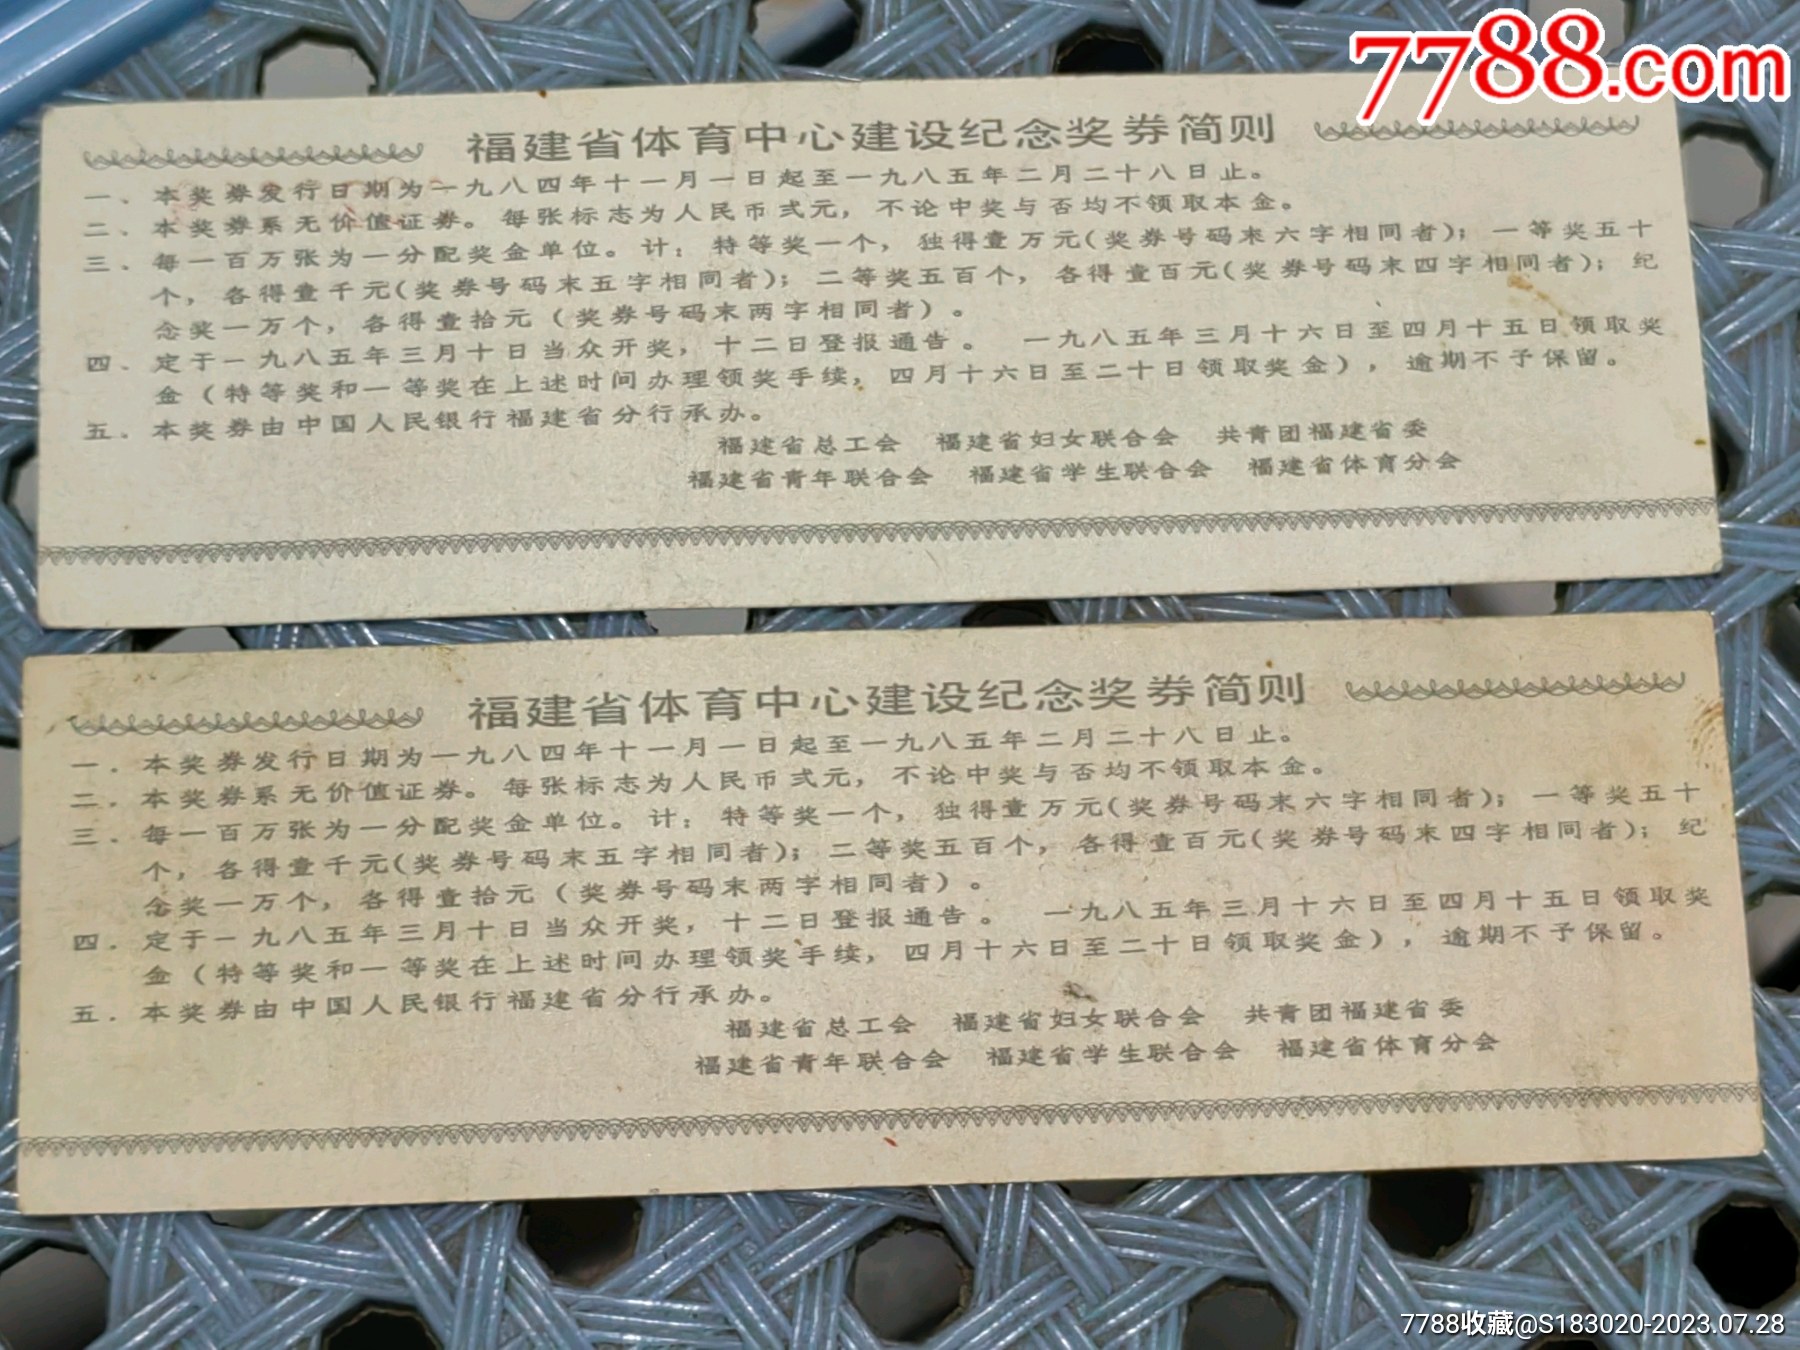 7788.com
福建省体育中心建设纪念奖券简则
一．本奖券发行日期为一九八四年十一月一日起至一九八五年二月二十八日止。
二．本奖券系无价值证券。每张标志为人民币弍元，不论中奖与否均不领取本金。
三．每一百万张为一分配奖金单位。计：特等奖一个，独得壹万元(奖券号码末六字相同者)；一等奖五十
个，各得壹千元(奖券号码末五字相同者)；二等奖五百个，各得壹百元(奖券号码末四字相同者)；纪
念奖一万个，各得壹拾元（奖券号码末两字相同者）。
四．定于一九八五年三月十日当众开奖，十二日登报通告。 一九八五年三月十六日至四月十五日领取奖
金（特等奖和一等奖在上述时间办理领奖手续，四月十六日至二十日领取奖金），逾期不予保留。
五．本奖券由中国人民银行福建省分行承办。
福建省总工会 福建省妇女联合会 共青团福建省委
福建省青年联合会 福建省学生联合会 福建省体育分会
福建省体育中心建设纪念奖券简则
一．本奖券发行日期为一九八四年十一月一日起至一九八五年二月二十八日止。
二．本奖券系无价值证券。每张标志为人民币弍元，不论中奖与否均不领取本金。
三．每一百万张为一分配奖金单位。计：特等奖一个，独得壹万元(奖券号码末六字相同者)；一等奖五十
个，各得壹千元(奖券号码末五字相同者)；二等奖五百个，各得壹百元(奖券号码末四字相同者)；纪
念奖一万个，各得壹拾元（奖券号码末两字相同者）。
四．定于一九八五年三月十日当众开奖，十二日登报通告。 一九八五年三月十六日至四月十五日领取奖
金（特等奖和一等奖在上述时间办理领奖手续，四月十六日至二十日领取奖金），逾期不予保留。
五．本奖券由中国人民银行福建省分行承办。
福建省总工会 福建省妇女联合会 共青团福建省委
福建省青年联合会 福建省学生联合会 福建省体育分会
7788收藏@S183020-2023.07.28